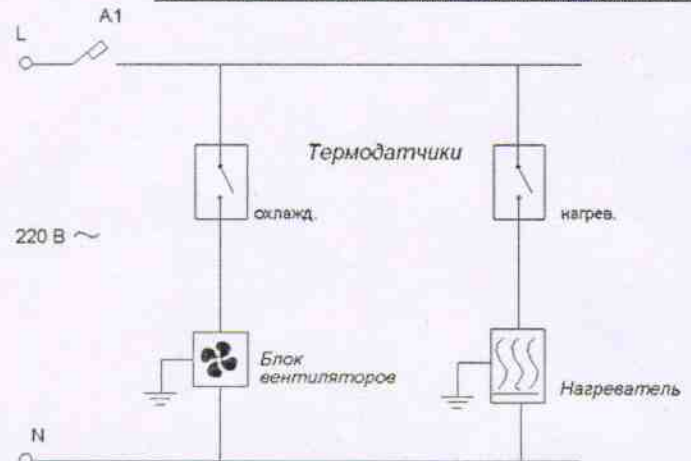 A1
L
Термодатчики
охлажд.
нагрев.
220 В ~
Блок
вентиляторов
Нагреватель
N